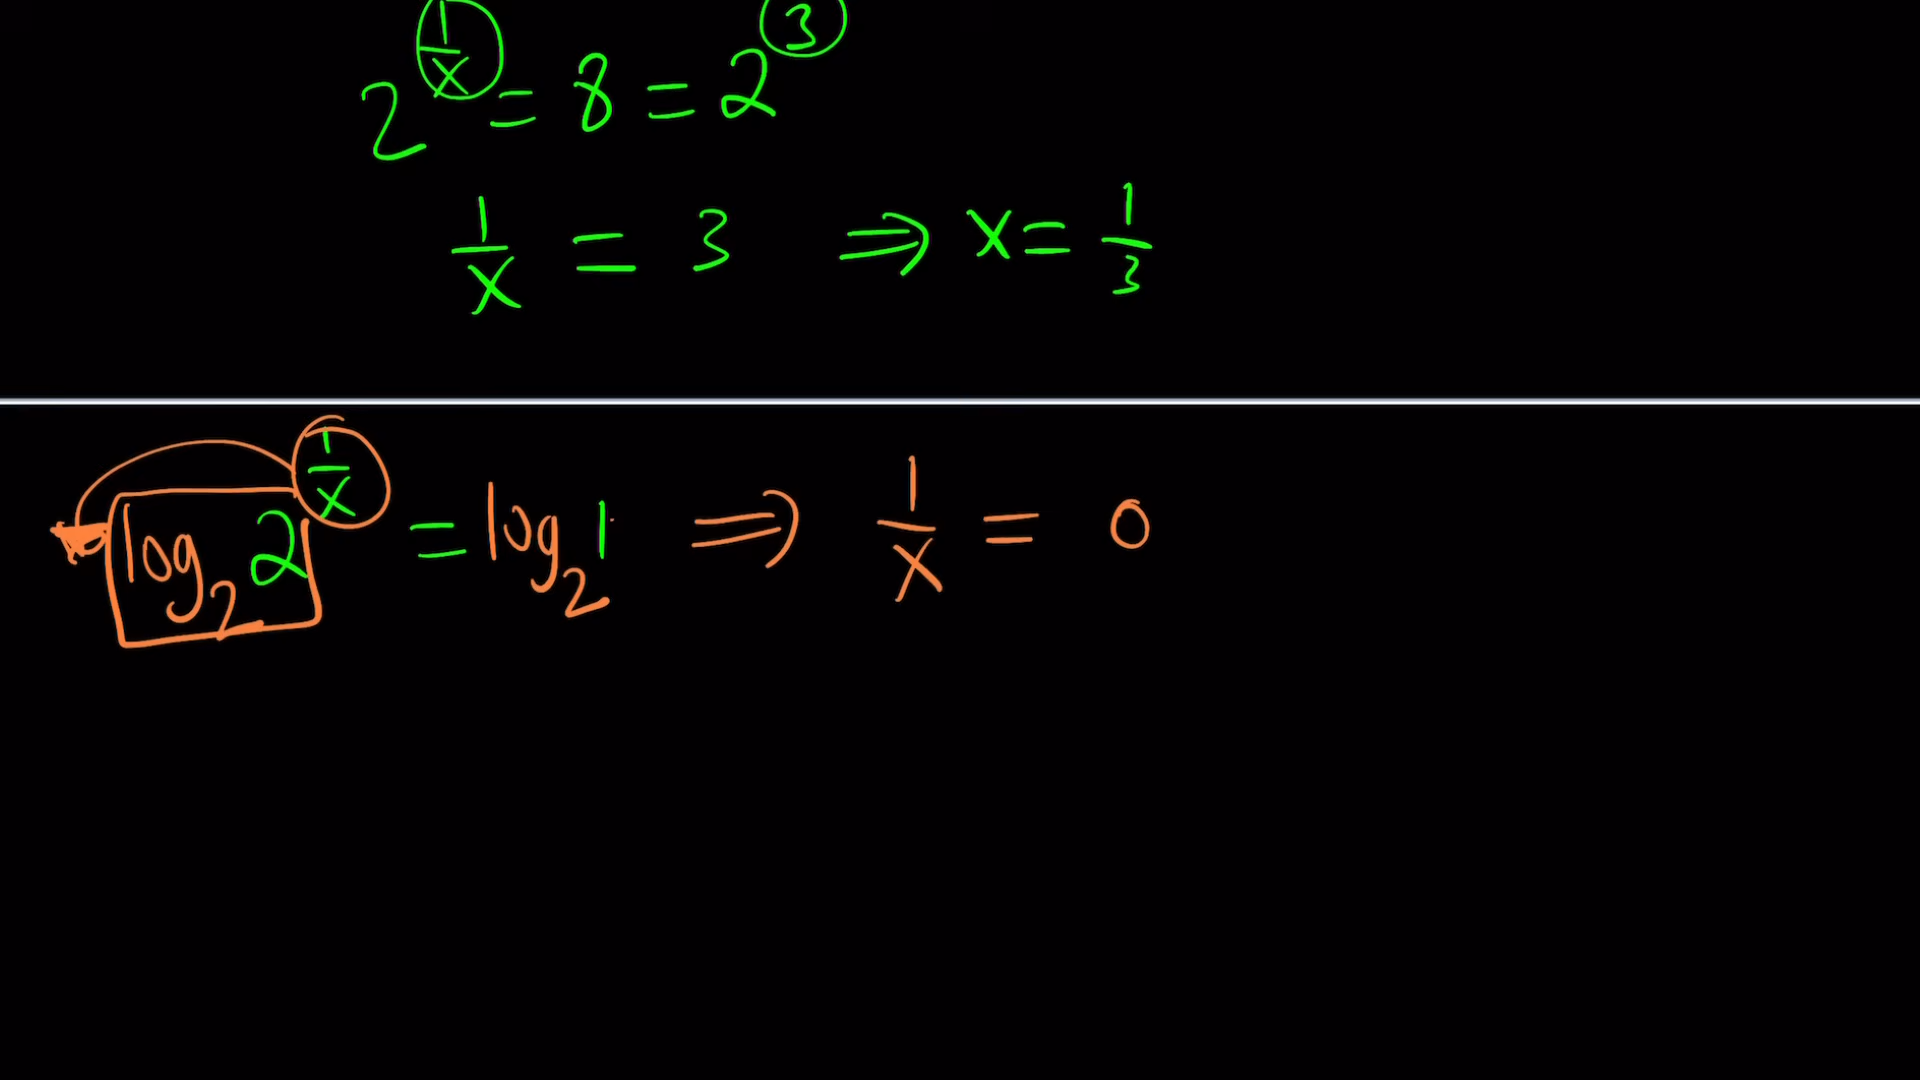 2^{1/x} = 8 = 2^3
1/x = 3 ⇒ x = 1/3
log_2 2^{1/x} = log_2 1 ⇒ 1/x = 0